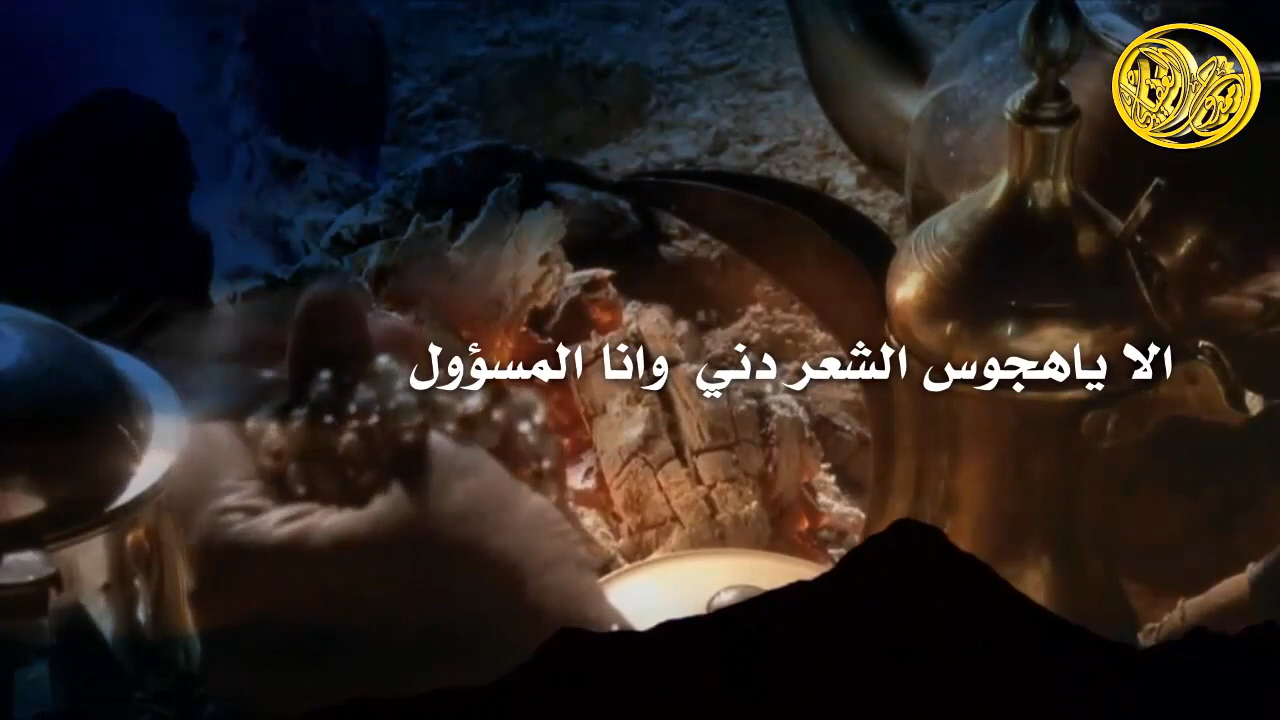 الا ياهجوس الشعر دني وانا المسؤول